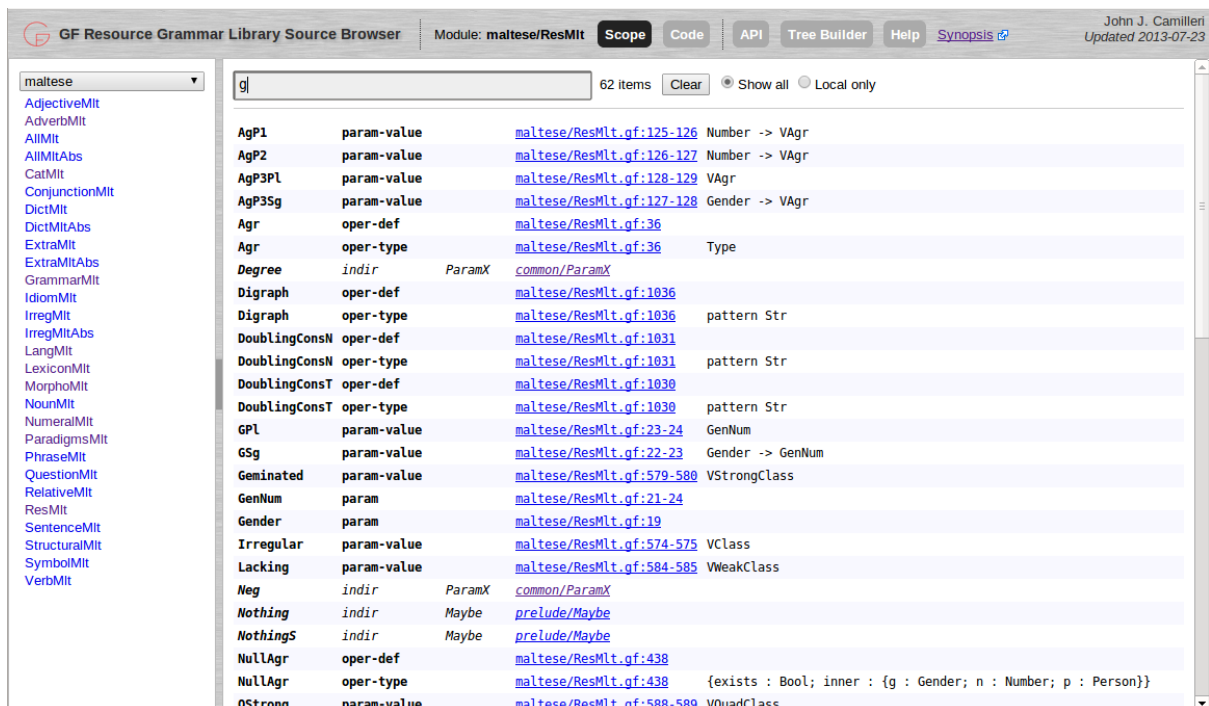 GF Resource Grammar Library Source Browser Module: maltese/ResMlt Scope Code API Tree Builder Help Synopsis
John J. Camilleri
Updated 2013-07-23
maltese
AdjectiveMlt
AdverbMlt
AllMlt
AllMltAbs
CatMlt
ConjunctionMlt
DictMlt
DictMltAbs
ExtraMlt
ExtraMltAbs
GrammarMlt
IdiomMlt
IrregMlt
IrregMltAbs
LangMlt
LexiconMlt
MorphoMlt
NounMlt
NumeralMlt
ParadigmsMlt
PhraseMlt
QuestionMlt
RelativeMlt
ResMlt
SentenceMlt
StructuralMlt
SymbolMlt
VerbMlt
g 62 items Clear Show all Local only
AgP1 param-value maltese/ResMlt.gf:125-126 Number -> VAgr
AgP2 param-value maltese/ResMlt.gf:126-127 Number -> VAgr
AgP3Pl param-value maltese/ResMlt.gf:128-129 VAgr
AgP3Sg param-value maltese/ResMlt.gf:127-128 Gender -> VAgr
Agr oper-def maltese/ResMlt.gf:36
Agr oper-type maltese/ResMlt.gf:36 Type
Degree indir ParamX common/ParamX
Digraph oper-def maltese/ResMlt.gf:1036
Digraph oper-type maltese/ResMlt.gf:1036 pattern Str
DoublingConsN oper-def maltese/ResMlt.gf:1031
DoublingConsN oper-type maltese/ResMlt.gf:1031 pattern Str
DoublingConsT oper-def maltese/ResMlt.gf:1030
DoublingConsT oper-type maltese/ResMlt.gf:1030 pattern Str
GPl param-value maltese/ResMlt.gf:23-24 GenNum
GSg param-value maltese/ResMlt.gf:22-23 Gender -> GenNum
Geminated param-value maltese/ResMlt.gf:579-580 VStrongClass
GenNum param maltese/ResMlt.gf:21-24
Gender param maltese/ResMlt.gf:19
Irregular param-value maltese/ResMlt.gf:574-575 VClass
Lacking param-value maltese/ResMlt.gf:584-585 VWeakClass
Neg indir ParamX common/ParamX
Nothing indir Maybe prelude/Maybe
NothingS indir Maybe prelude/Maybe
NullAgr oper-def maltese/ResMlt.gf:438
NullAgr oper-type maltese/ResMlt.gf:438 {exists : Bool; inner : {g : Gender; n : Number; p : Person}}
QStrong param-value maltese/ResMlt.gf:588-589 VQuadClass